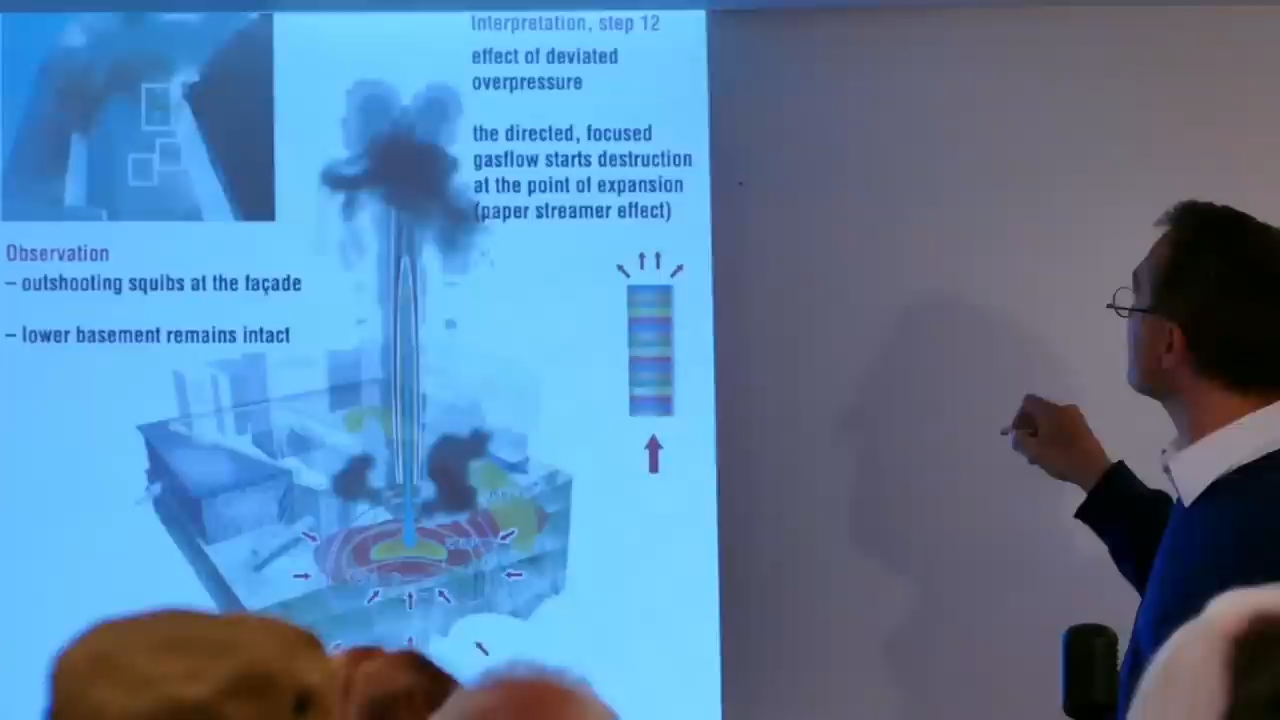 Interpretation, step 12
effect of deviated
overpressure
the directed, focused
gasflow starts destruction
at the point of expansion
(paper streamer effect)
Observation
– outshooting squibs at the façade
– lower basement remains intact